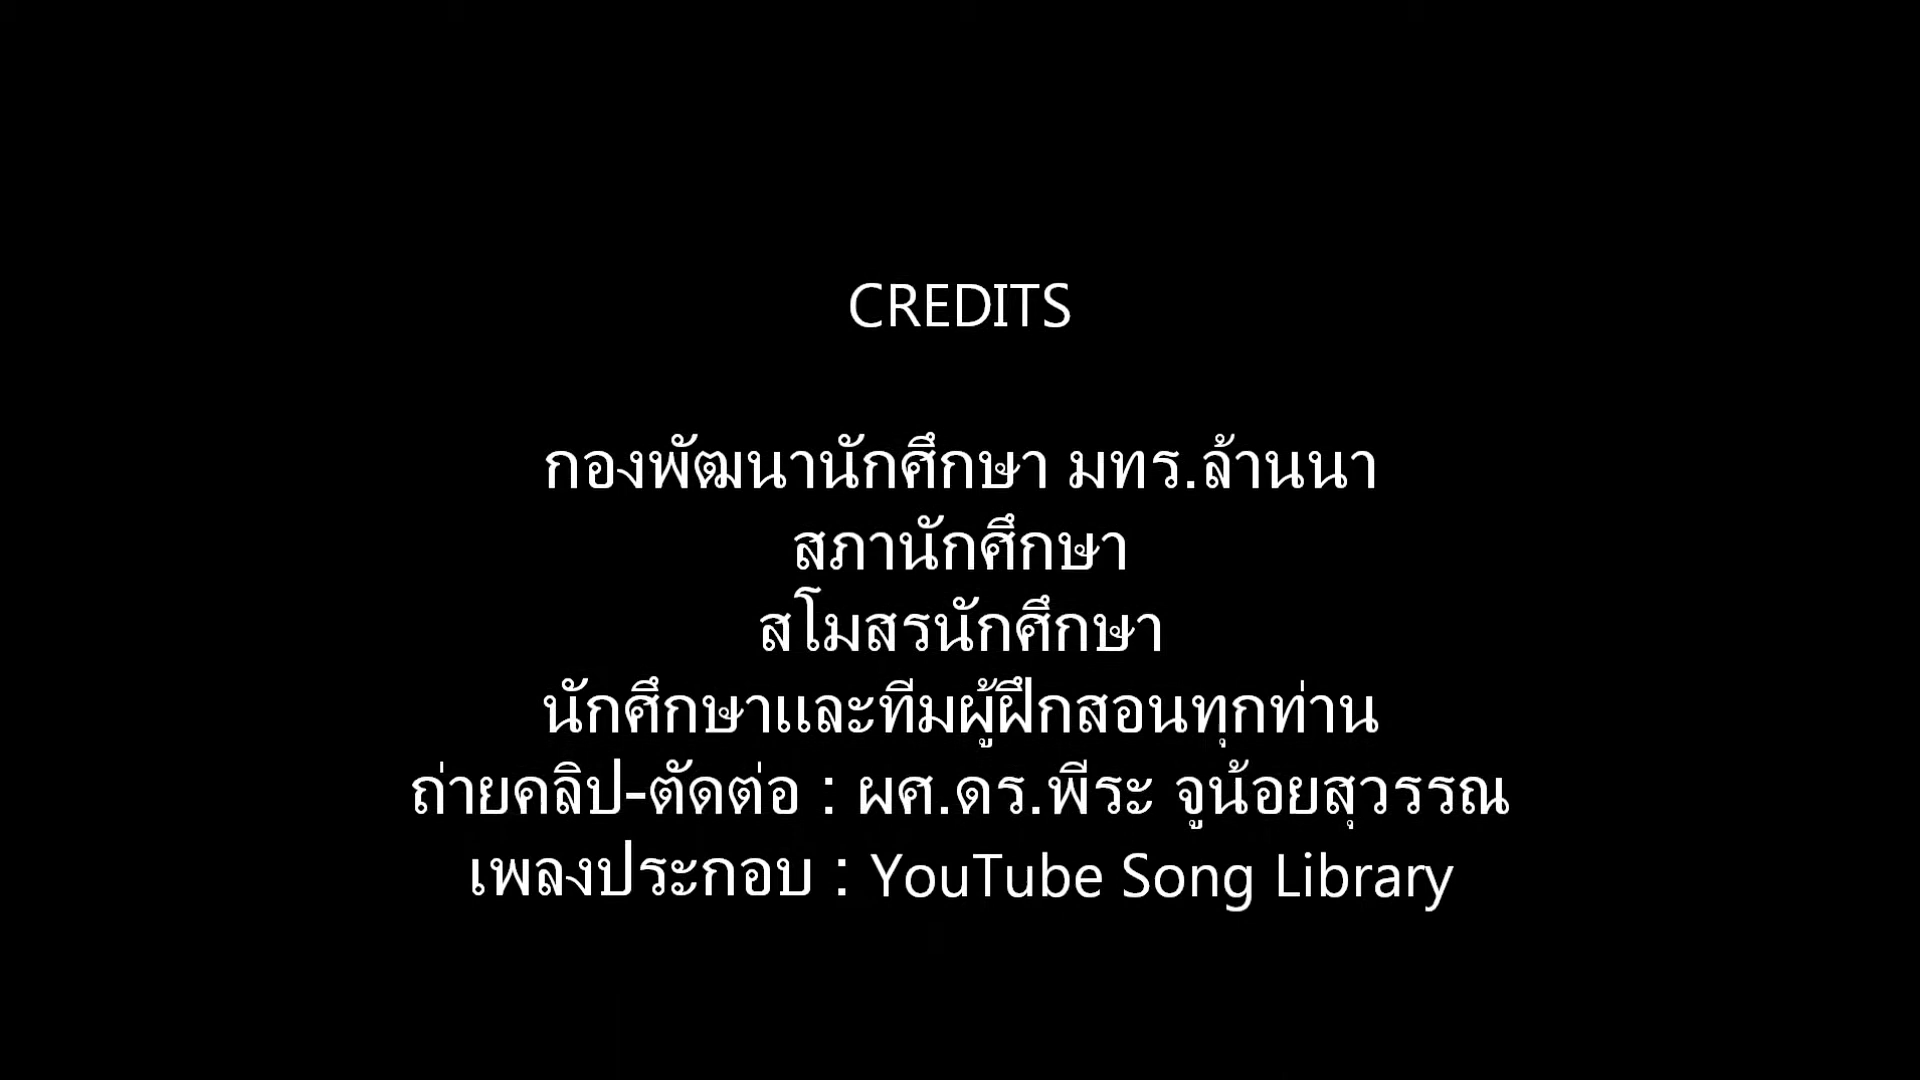 CREDITS
กองพัฒนานักศึกษา มทร.ล้านนา
สภานักศึกษา
สโมสรนักศึกษา
นักศึกษาและทีมผู้ฝึกสอนทุกท่าน
ถ่ายคลิป-ตัดต่อ : ผศ.ดร.พีระ จูน้อยสุวรรณ
เพลงประกอบ : YouTube Song Library